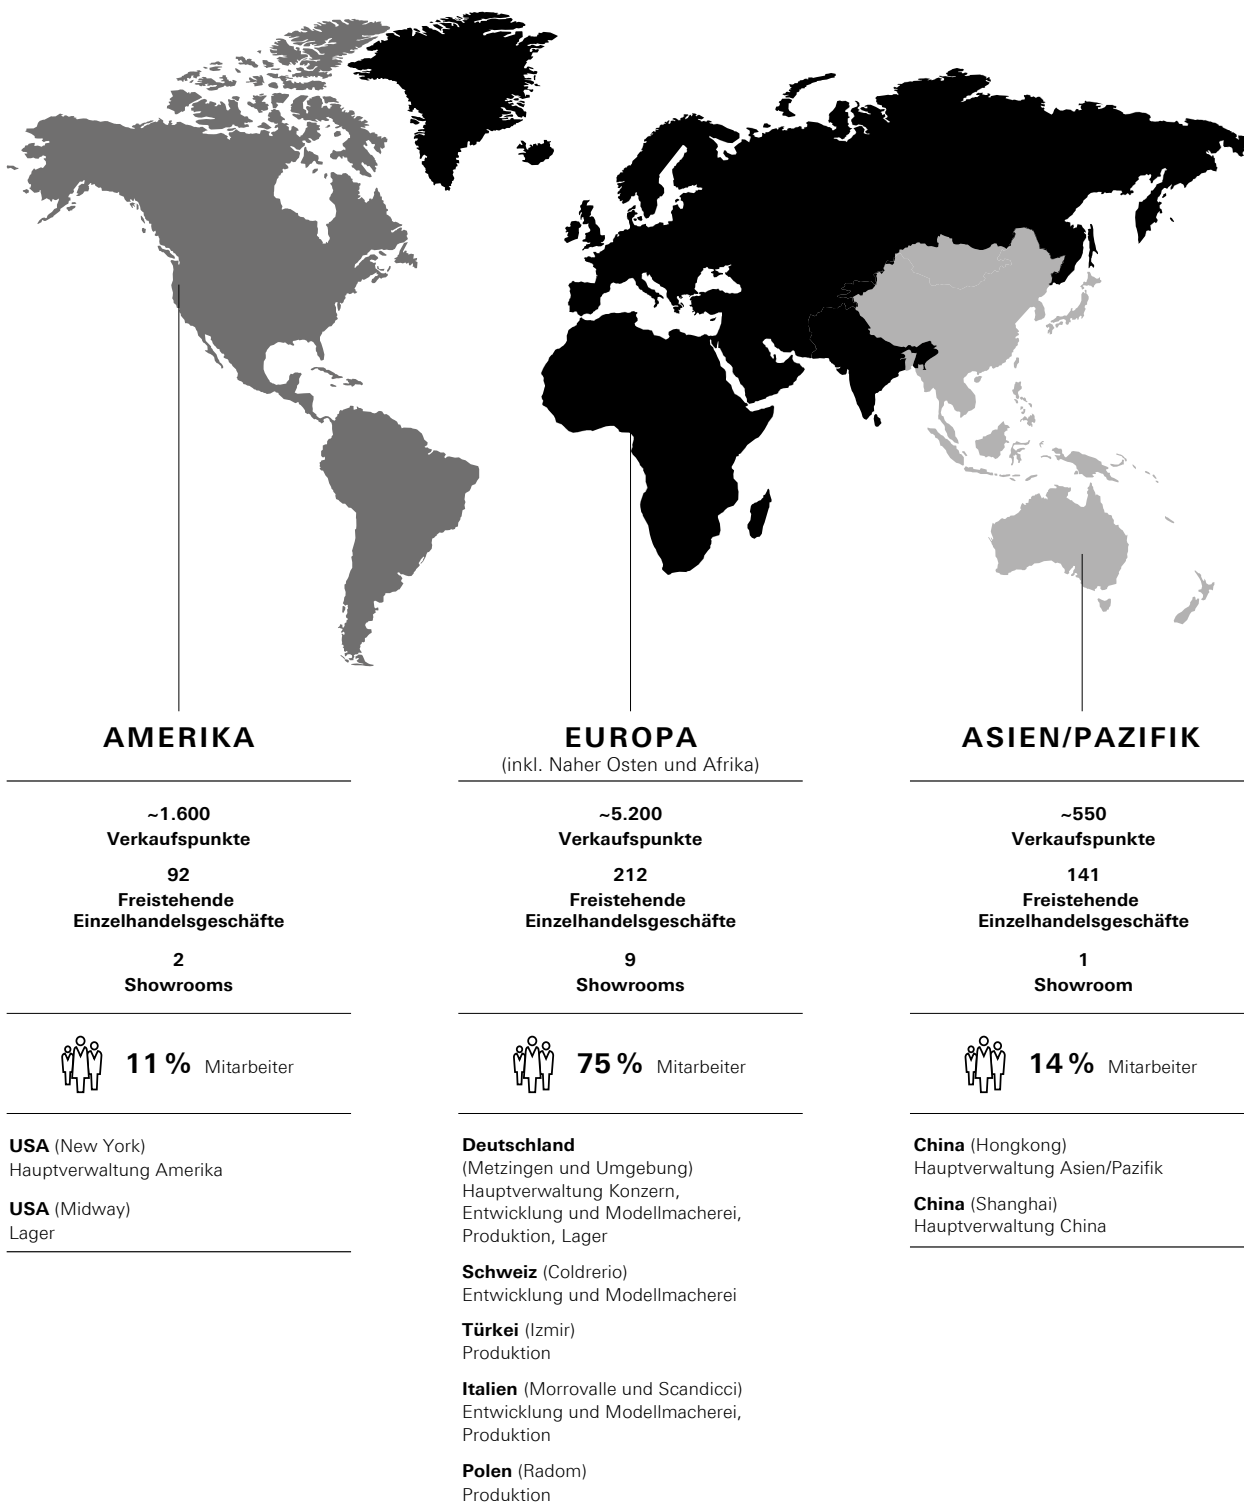 AMERIKA
~1.600
Verkaufspunkte
92
Freistehende
Einzelhandelsgeschäfte
2
Showrooms
11 % Mitarbeiter
USA (New York)
Hauptverwaltung Amerika
USA (Midway)
Lager
EUROPA
(inkl. Naher Osten und Afrika)
~5.200
Verkaufspunkte
212
Freistehende
Einzelhandelsgeschäfte
9
Showrooms
75 % Mitarbeiter
Deutschland
(Metzingen und Umgebung)
Hauptverwaltung Konzern,
Entwicklung und Modellmacherei,
Produktion, Lager
Schweiz (Coldrerio)
Entwicklung und Modellmacherei
Türkei (Izmir)
Produktion
Italien (Morrovalle und Scandicci)
Entwicklung und Modellmacherei,
Produktion
Polen (Radom)
Produktion
ASIEN/PAZIFIK
~550
Verkaufspunkte
141
Freistehende
Einzelhandelsgeschäfte
1
Showroom
14 % Mitarbeiter
China (Hongkong)
Hauptverwaltung Asien/Pazifik
China (Shanghai)
Hauptverwaltung China